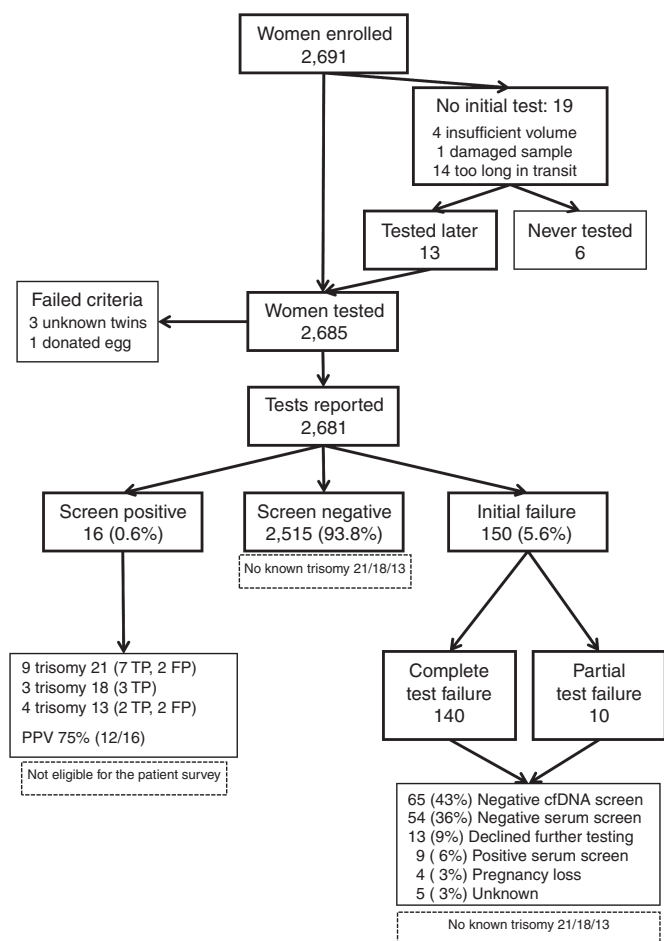 Women enrolled
2,691
No initial test: 19
4 insufficient volume
1 damaged sample
14 too long in transit
Tested later
13
Never tested
6
Failed criteria
3 unknown twins
1 donated egg
Women tested
2,685
Tests reported
2,681
Screen positive
16 (0.6%)
Screen negative
2,515 (93.8%)
Initial failure
150 (5.6%)
No known trisomy 21/18/13
9 trisomy 21 (7 TP, 2 FP)
3 trisomy 18 (3 TP)
4 trisomy 13 (2 TP, 2 FP)
PPV 75% (12/16)
Not eligible for the patient survey
Complete
test failure
140
Partial
test failure
10
65 (43%) Negative cfDNA screen
54 (36%) Negative serum screen
13 (9%) Declined further testing
9 ( 6%) Positive serum screen
4 ( 3%) Pregnancy loss
5 ( 3%) Unknown
No known trisomy 21/18/13